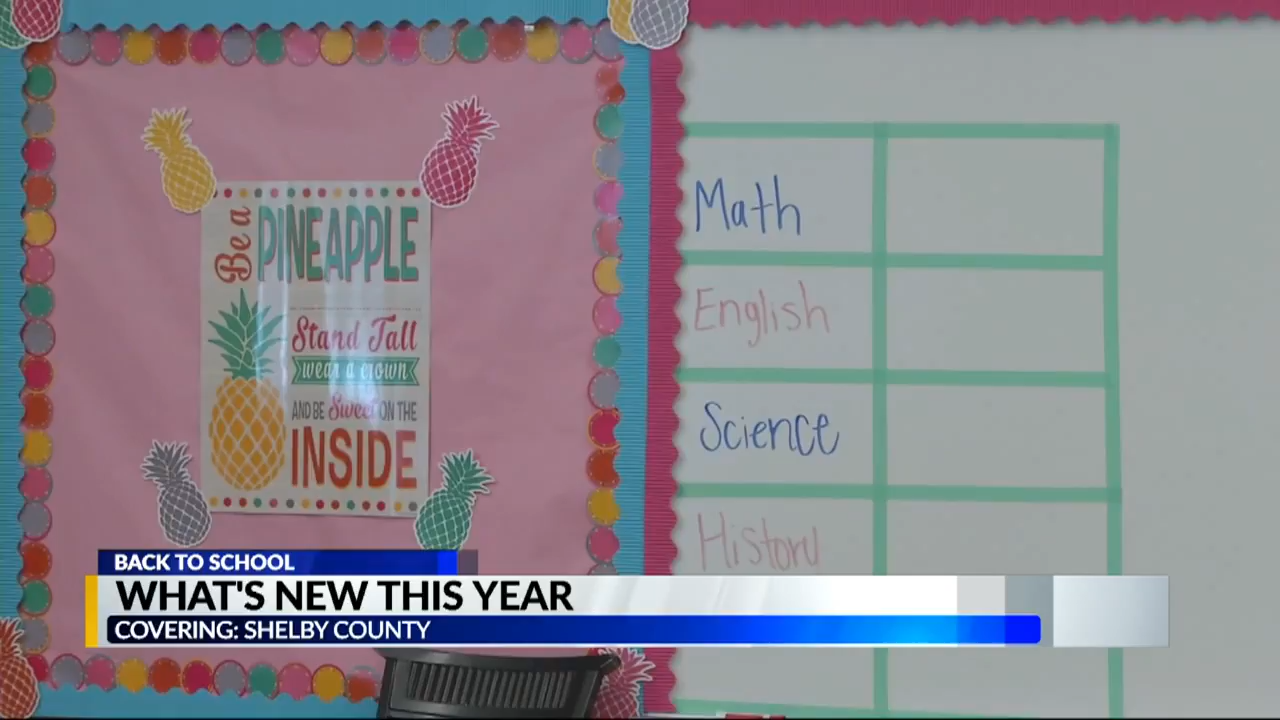 Be a
PINEAPPLE
Stand Tall
wear a crown
AND BE Sweet ON THE
INSIDE
Math
English
Science
History
BACK TO SCHOOL
WHAT'S NEW THIS YEAR
COVERING: SHELBY COUNTY